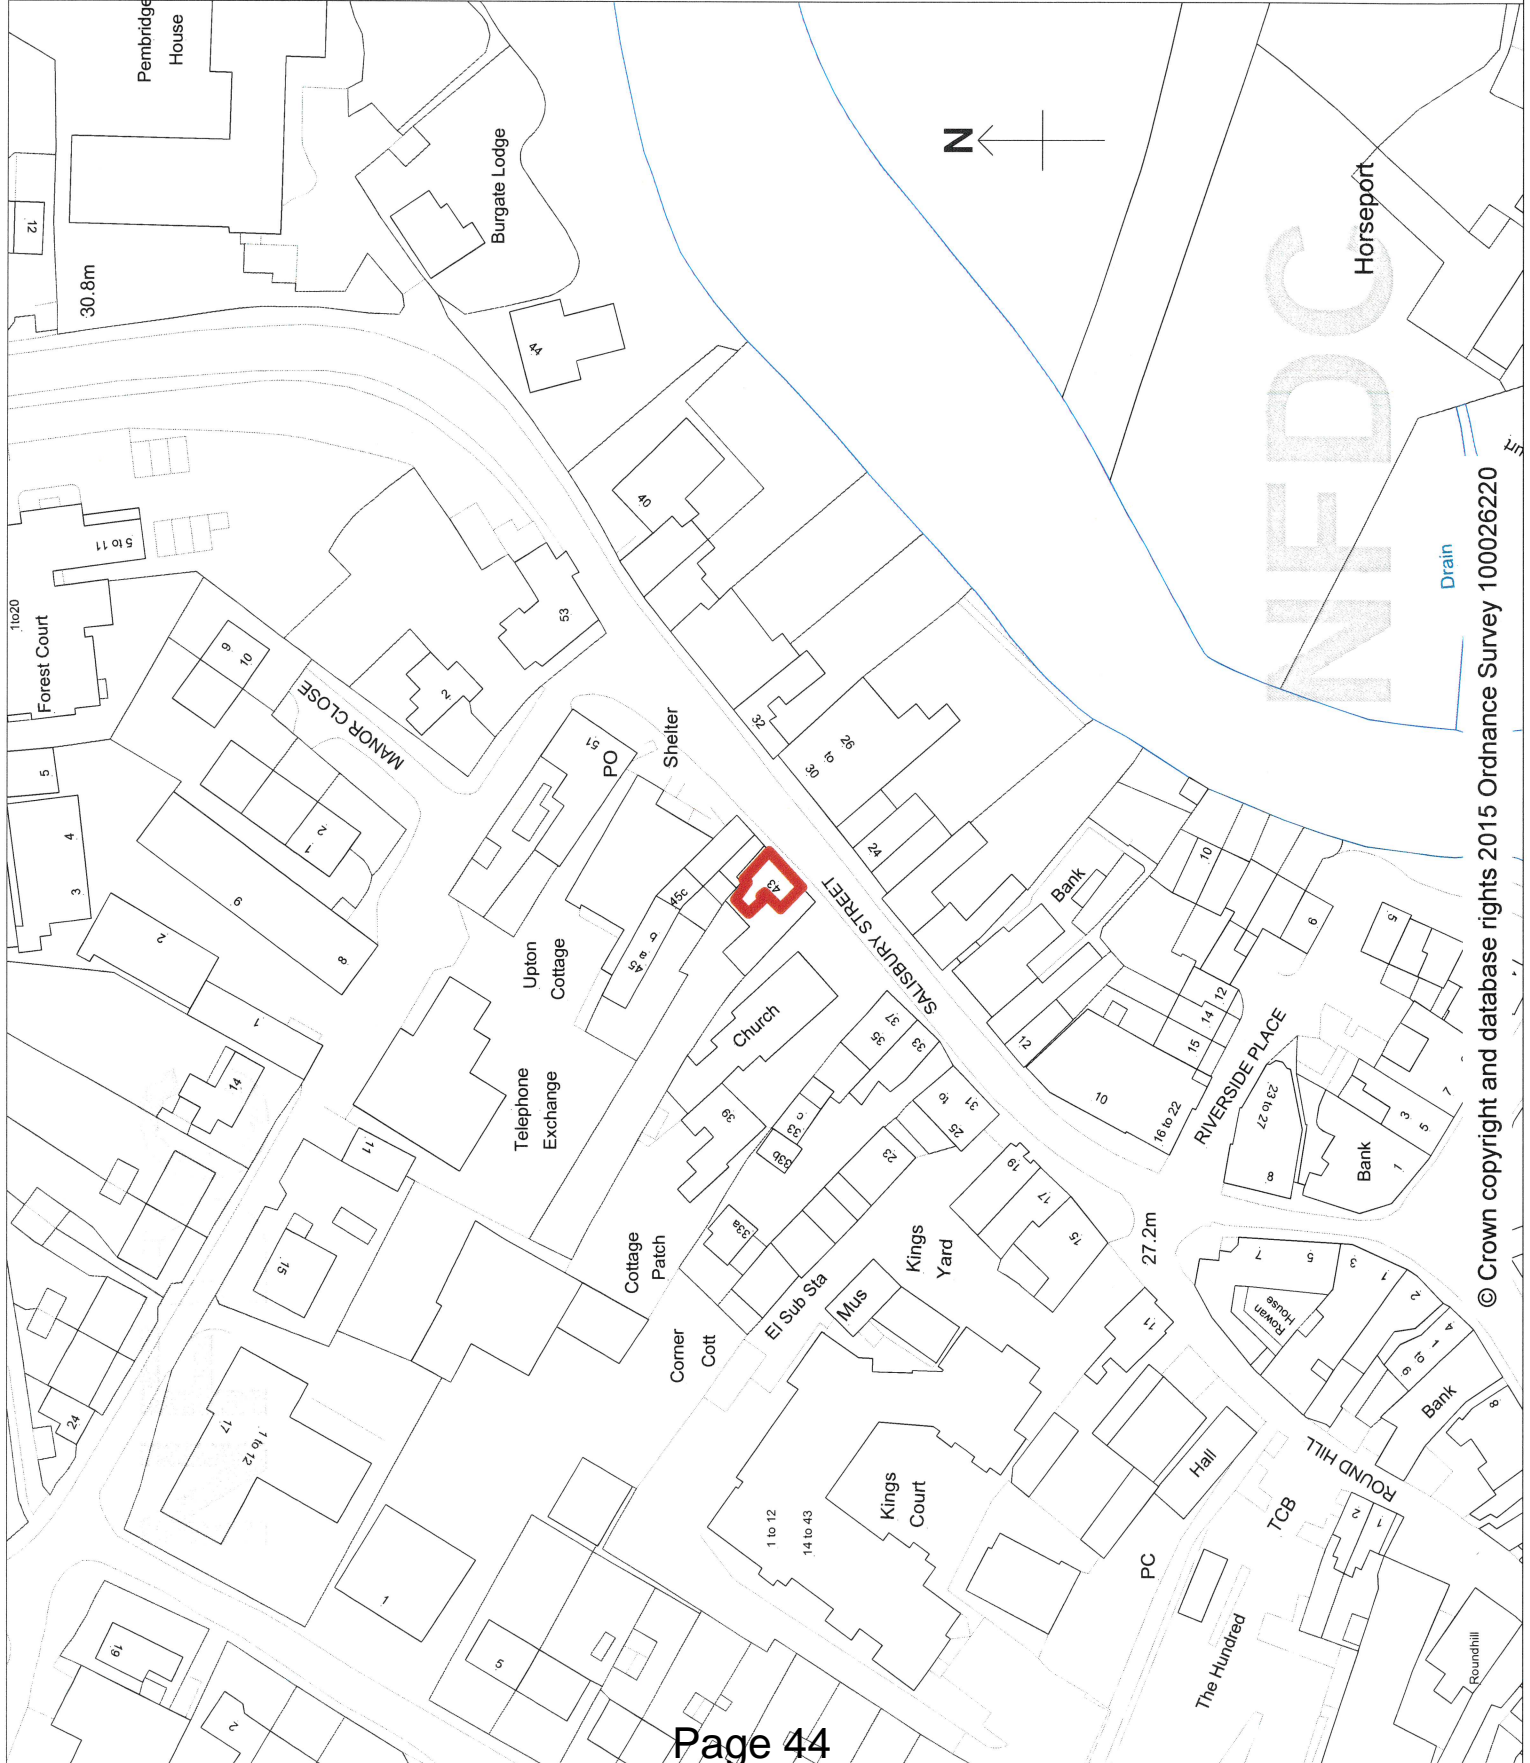 Pembridge
House
12
30.8m
Burgate Lodge
44
N
Horseport
NFDC
Drain
1to20
Forest Court
5 to 11
9
10
MANOR CLOSE
2
53
40
51
PO
Shelter
32
30
to
26
24
5
4
3
2
1
9
8
2
1
Upton
Cottage
45c
45 a b
43
SALISBURY STREET
Bank
10
6
5
12
14
15
12
10
16 to 22
RIVERSIDE PLACE
23 to 27
8
Bank
7
3
5
1
14
11
15
Telephone
Exchange
Church
39
37
35
33
33 c
33b
33a
31
to
25
23
19
17
15
Cottage
Patch
Corner
Cott
El Sub Sta
Mus
Kings
Yard
27.2m
11
7
5
3
1
2
Rowan
House
4
1
to
9
Bank
8
24
17
1 to 12
1
19
2
5
1 to 12
14 to 43
Kings
Court
Hall
ROUND HILL
TCB
PC
2
1
The Hundred
Roundhill
© Crown copyright and database rights 2015 Ordnance Survey 100026220
Page 44